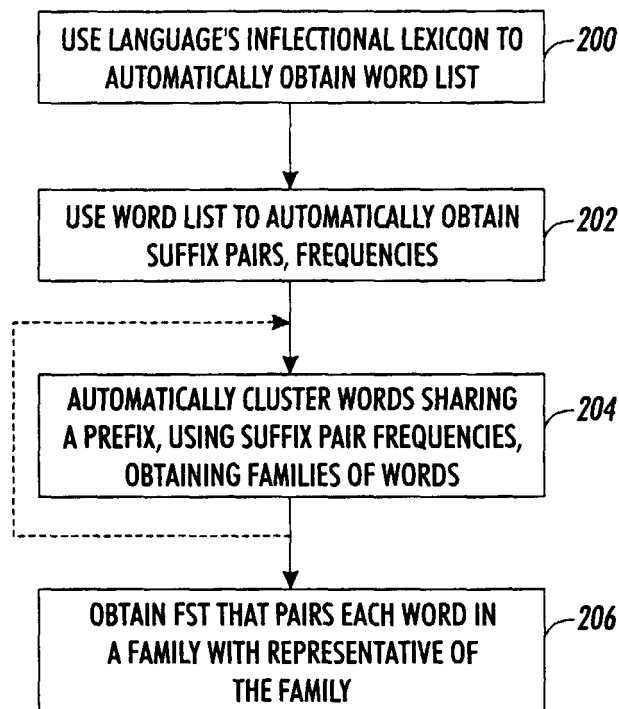 USE LANGUAGE'S INFLECTIONAL LEXICON TO
AUTOMATICALLY OBTAIN WORD LIST
200
USE WORD LIST TO AUTOMATICALLY OBTAIN
SUFFIX PAIRS, FREQUENCIES
202
AUTOMATICALLY CLUSTER WORDS SHARING
A PREFIX, USING SUFFIX PAIR FREQUENCIES,
OBTAINING FAMILIES OF WORDS
204
OBTAIN FST THAT PAIRS EACH WORD IN
A FAMILY WITH REPRESENTATIVE OF
THE FAMILY
206